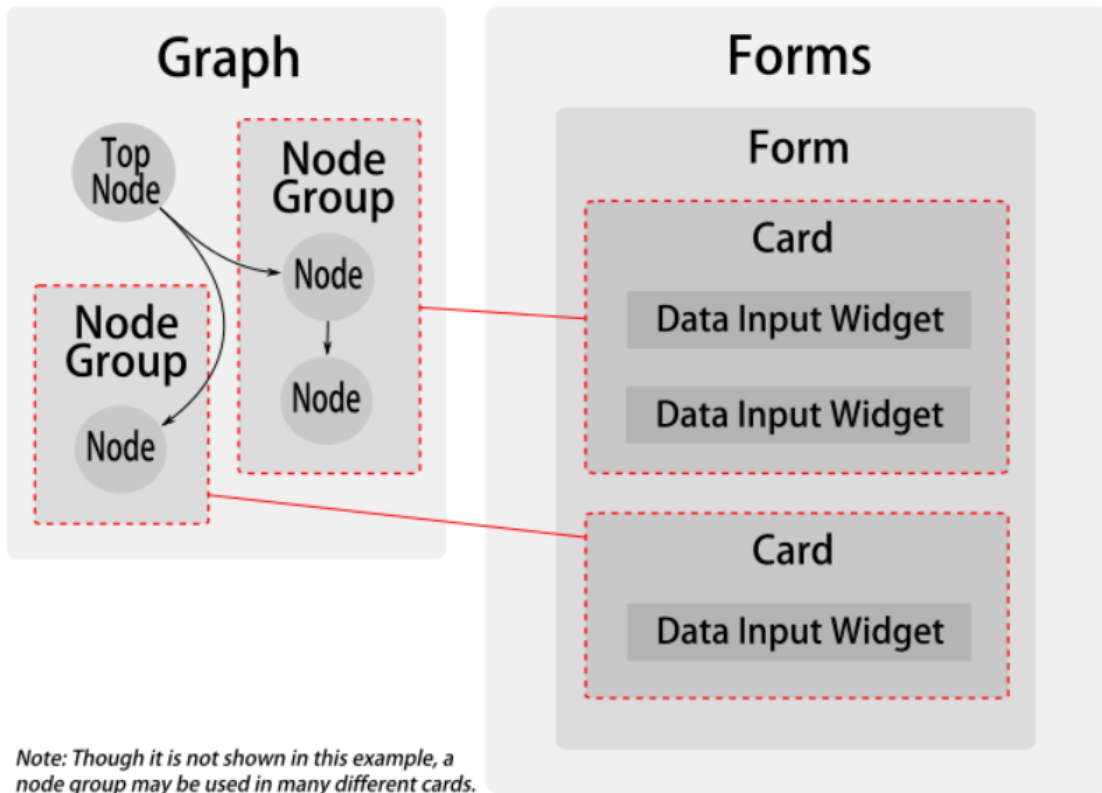 Graph
Top
Node
Node
Group
Node
Node
Node
Group
Node
Forms
Form
Card
Data Input Widget
Data Input Widget
Card
Data Input Widget
Note: Though it is not shown in this example, a
node group may be used in many different cards.